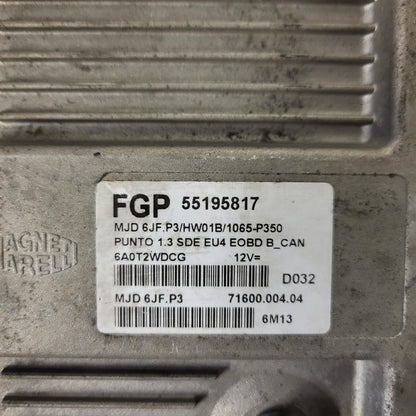 FGP 55195817
MJD 6JF.P3/HW01B/1065-P350
PUNTO 1.3 SDE EU4 EOBD B_CAN
6A0T2WDCG 12V=
D032
MJD 6JF.P3 71600.004.04
6M13
MAGNETI
MARELLI